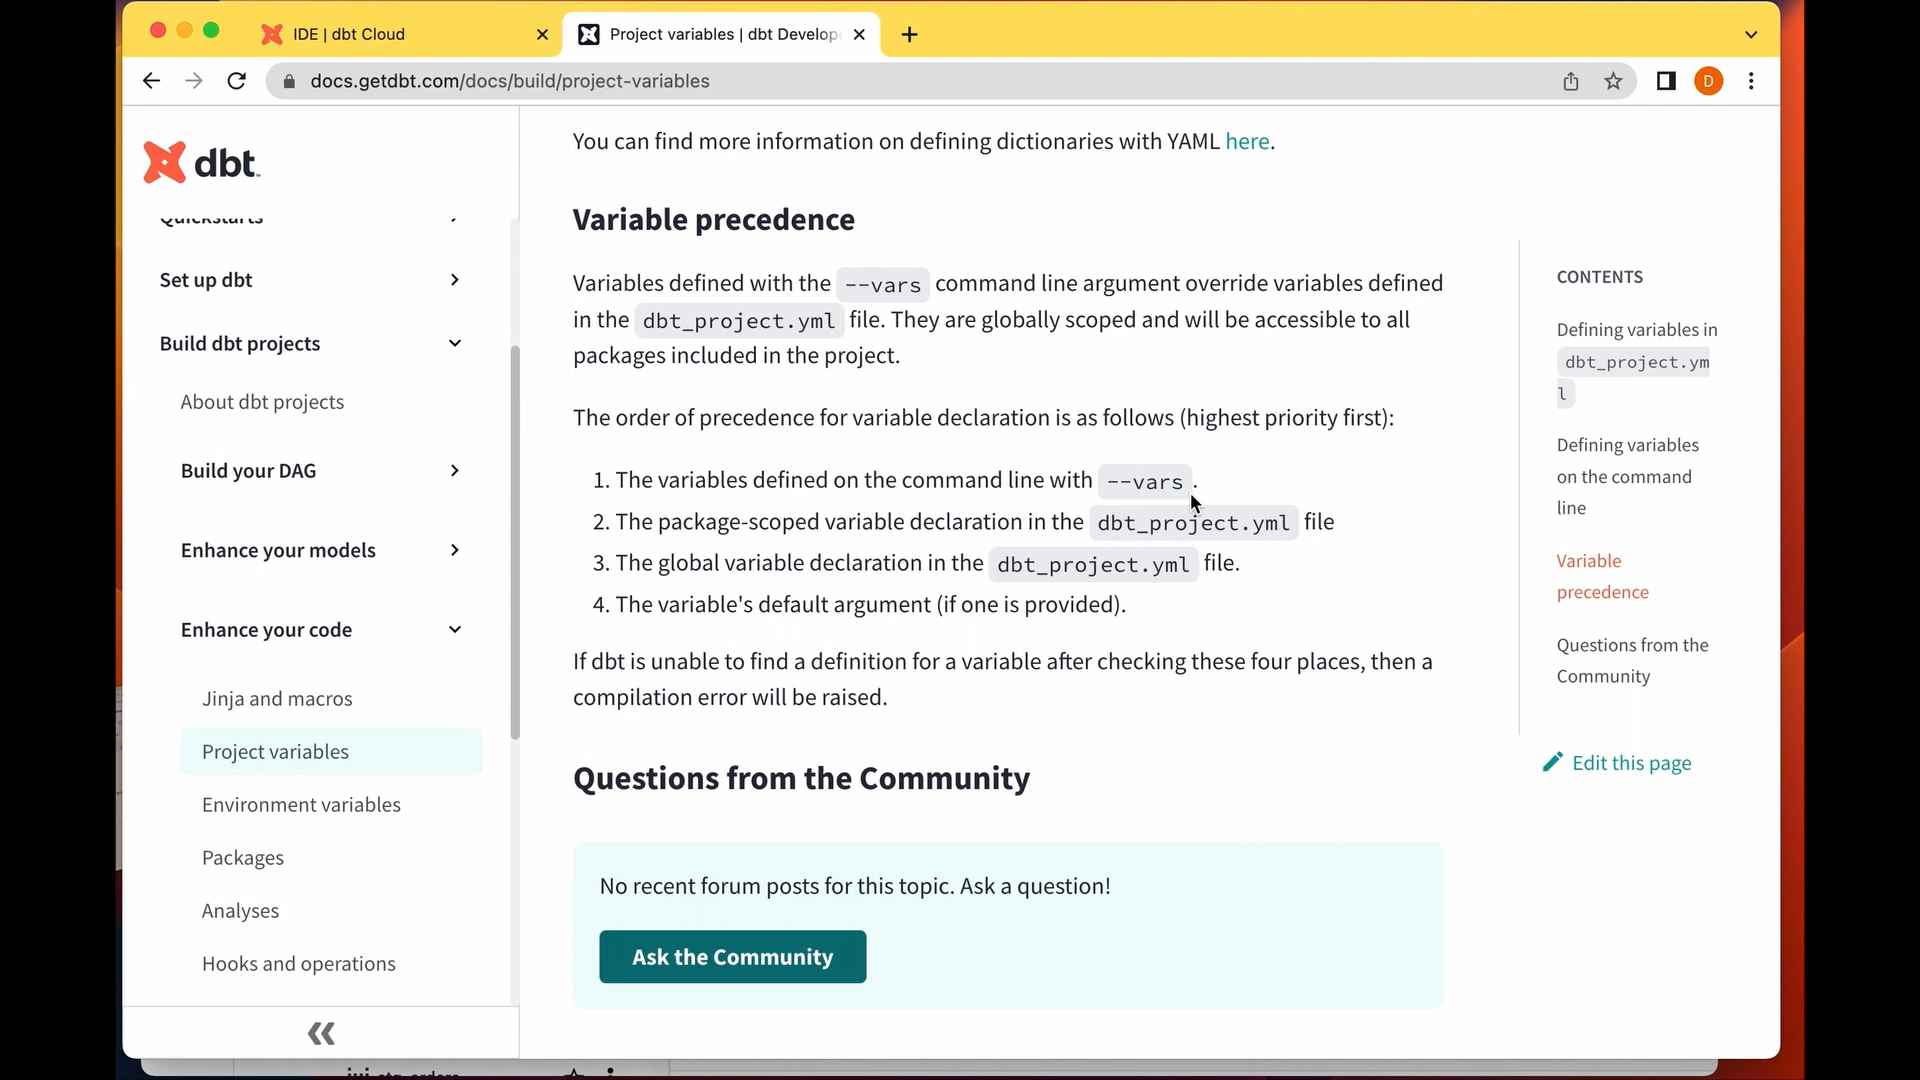 IDE | dbt Cloud
Project variables | dbt Develop
docs.getdbt.com/docs/build/project-variables
D
dbt
Quickstarts
Set up dbt
Build dbt projects
About dbt projects
Build your DAG
Enhance your models
Enhance your code
Jinja and macros
Project variables
Environment variables
Packages
Analyses
Hooks and operations
You can find more information on defining dictionaries with YAML here.
Variable precedence
Variables defined with the --vars command line argument override variables defined
in the dbt_project.yml file. They are globally scoped and will be accessible to all
packages included in the project.
The order of precedence for variable declaration is as follows (highest priority first):
1. The variables defined on the command line with --vars.
2. The package-scoped variable declaration in the dbt_project.yml file
3. The global variable declaration in the dbt_project.yml file.
4. The variable's default argument (if one is provided).
If dbt is unable to find a definition for a variable after checking these four places, then a
compilation error will be raised.
Questions from the Community
No recent forum posts for this topic. Ask a question!
Ask the Community
CONTENTS
Defining variables in
dbt_project.ym
l
Defining variables
on the command
line
Variable
precedence
Questions from the
Community
Edit this page